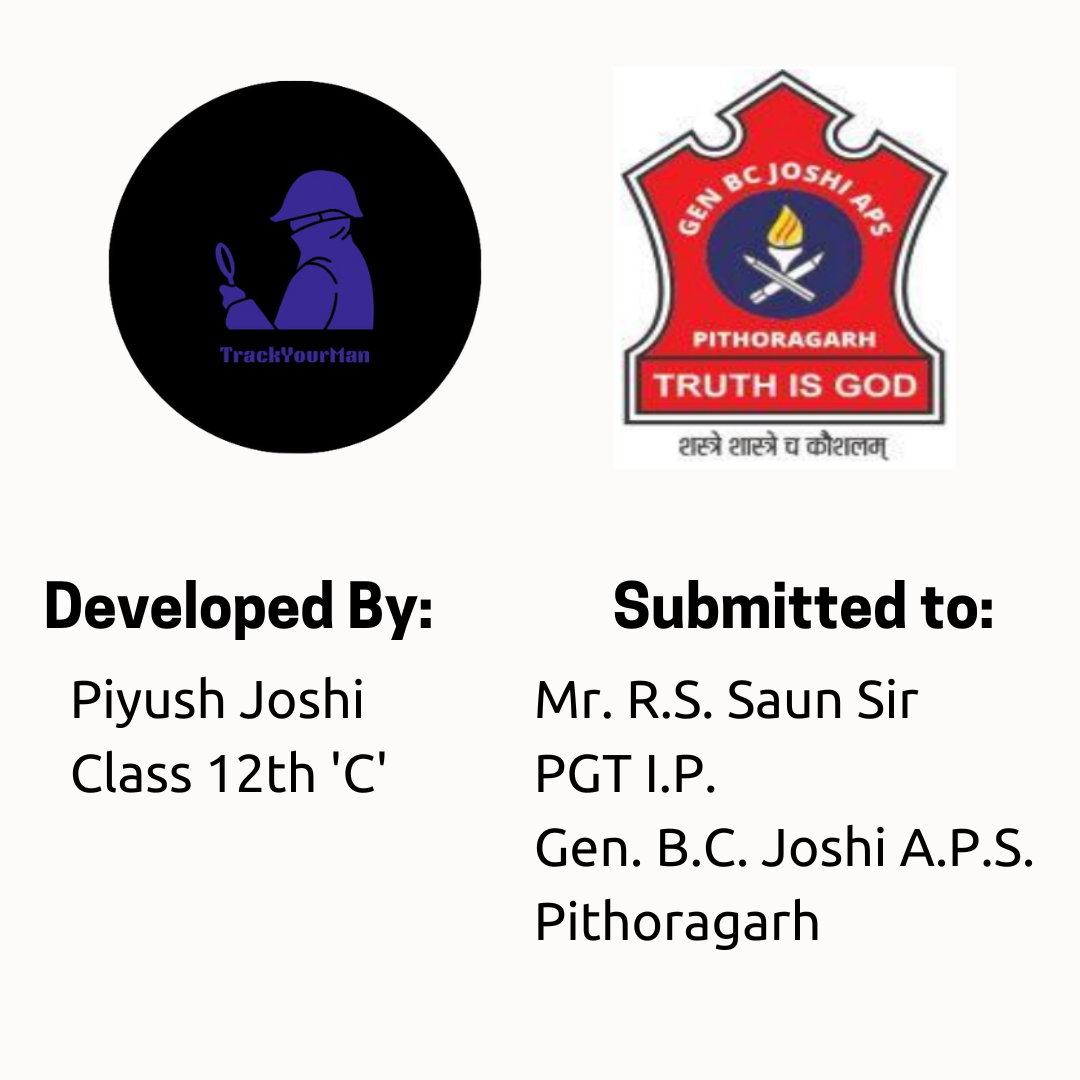 TrackYourMan
GEN BC JOSHI APS
PITHORAGARH
TRUTH IS GOD
शस्त्रे शास्त्रे च कौशलम्
Developed By:
Piyush Joshi
Class 12th 'C'
Submitted to:
Mr. R.S. Saun Sir
PGT I.P.
Gen. B.C. Joshi A.P.S.
Pithoragarh